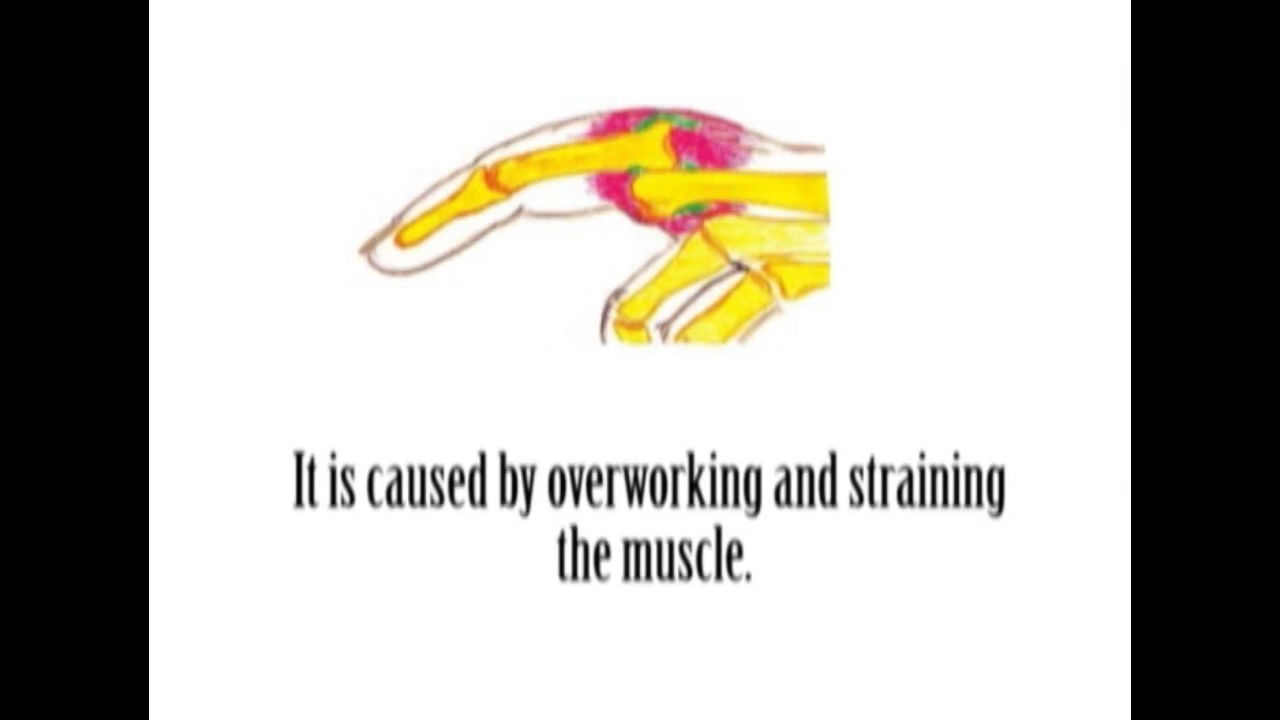 It is caused by overworking and straining
the muscle.